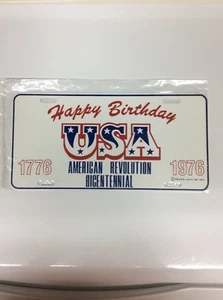 Happy Birthday
USA
1776 1976
AMERICAN REVOLUTION
BICENTENNIAL